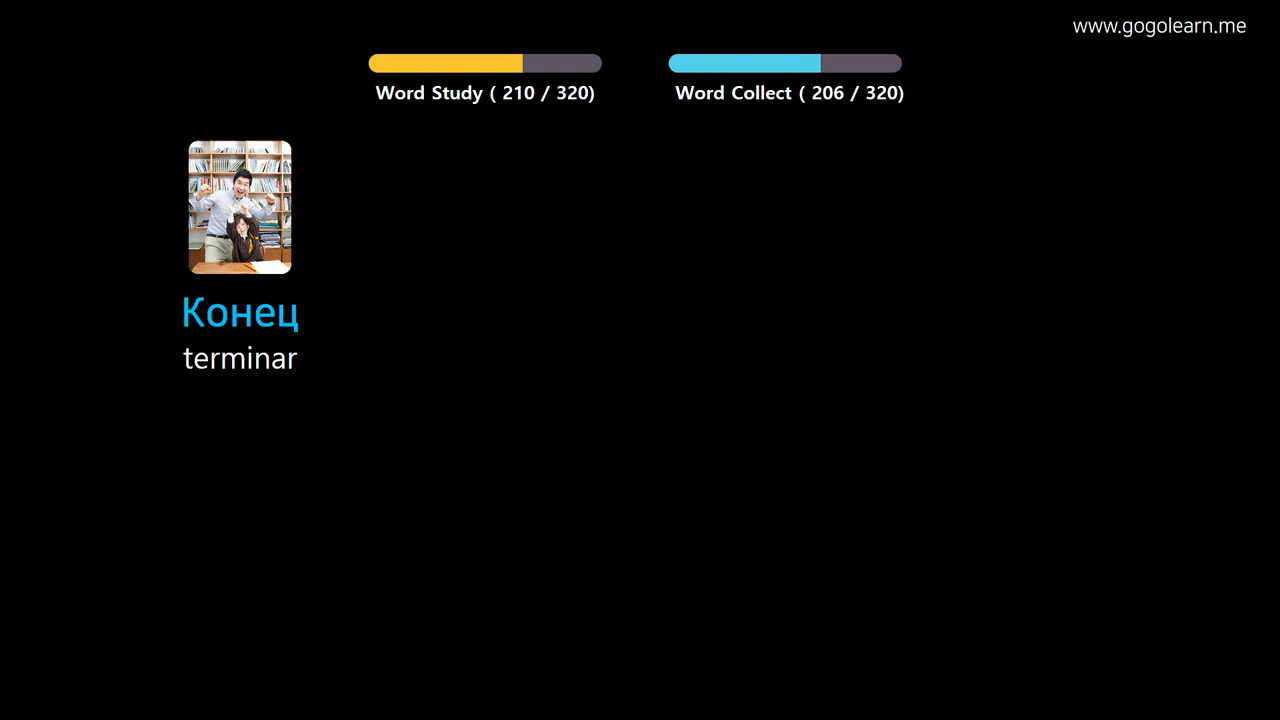 www.gogolearn.me
Word Study ( 210 / 320)
Word Collect ( 206 / 320)
Конец
terminar